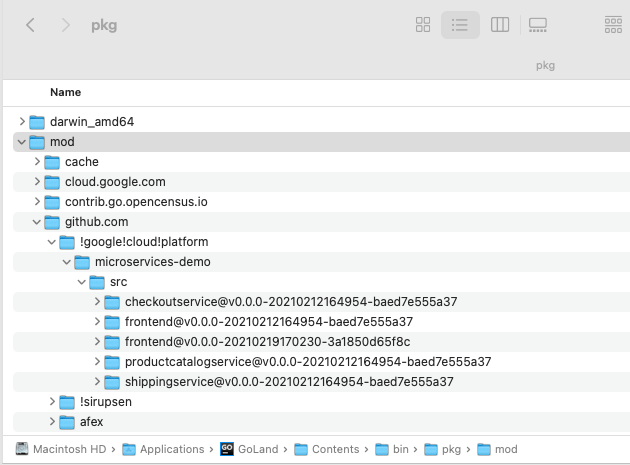 pkg
pkg
Name
darwin_amd64
mod
cache
cloud.google.com
contrib.go.opencensus.io
github.com
!google!cloud!platform
microservices-demo
src
checkoutservice@v0.0.0-20210212164954-baed7e555a37
frontend@v0.0.0-20210212164954-baed7e555a37
frontend@v0.0.0-20210219170230-3a1850d65f8c
productcatalogservice@v0.0.0-20210212164954-baed7e555a37
shippingservice@v0.0.0-20210212164954-baed7e555a37
!sirupsen
afex
Macintosh HD > Applications > GO GoLand > Contents > bin > pkg > mod